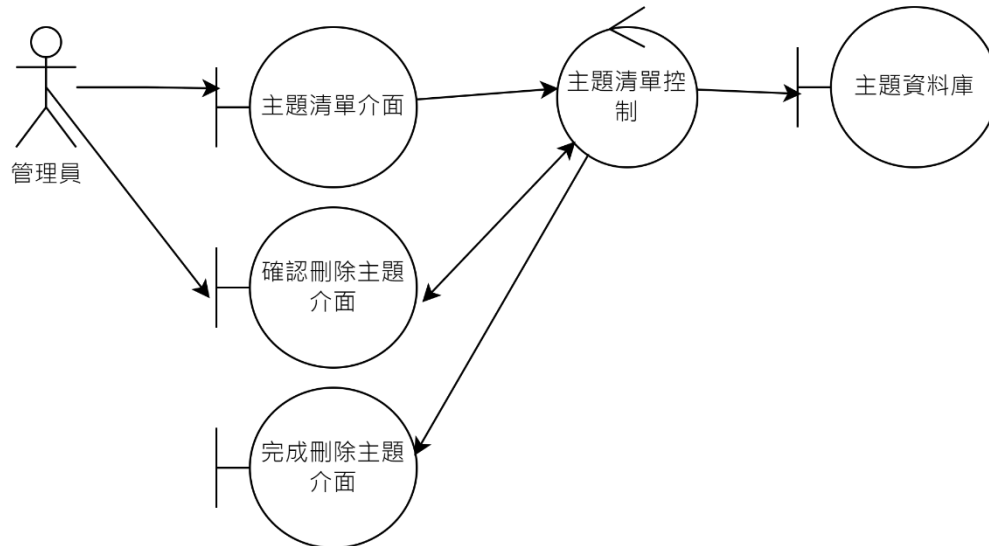 管理員
主題清單介面
主題清單控
制
主題資料庫
確認刪除主題
介面
完成刪除主題
介面